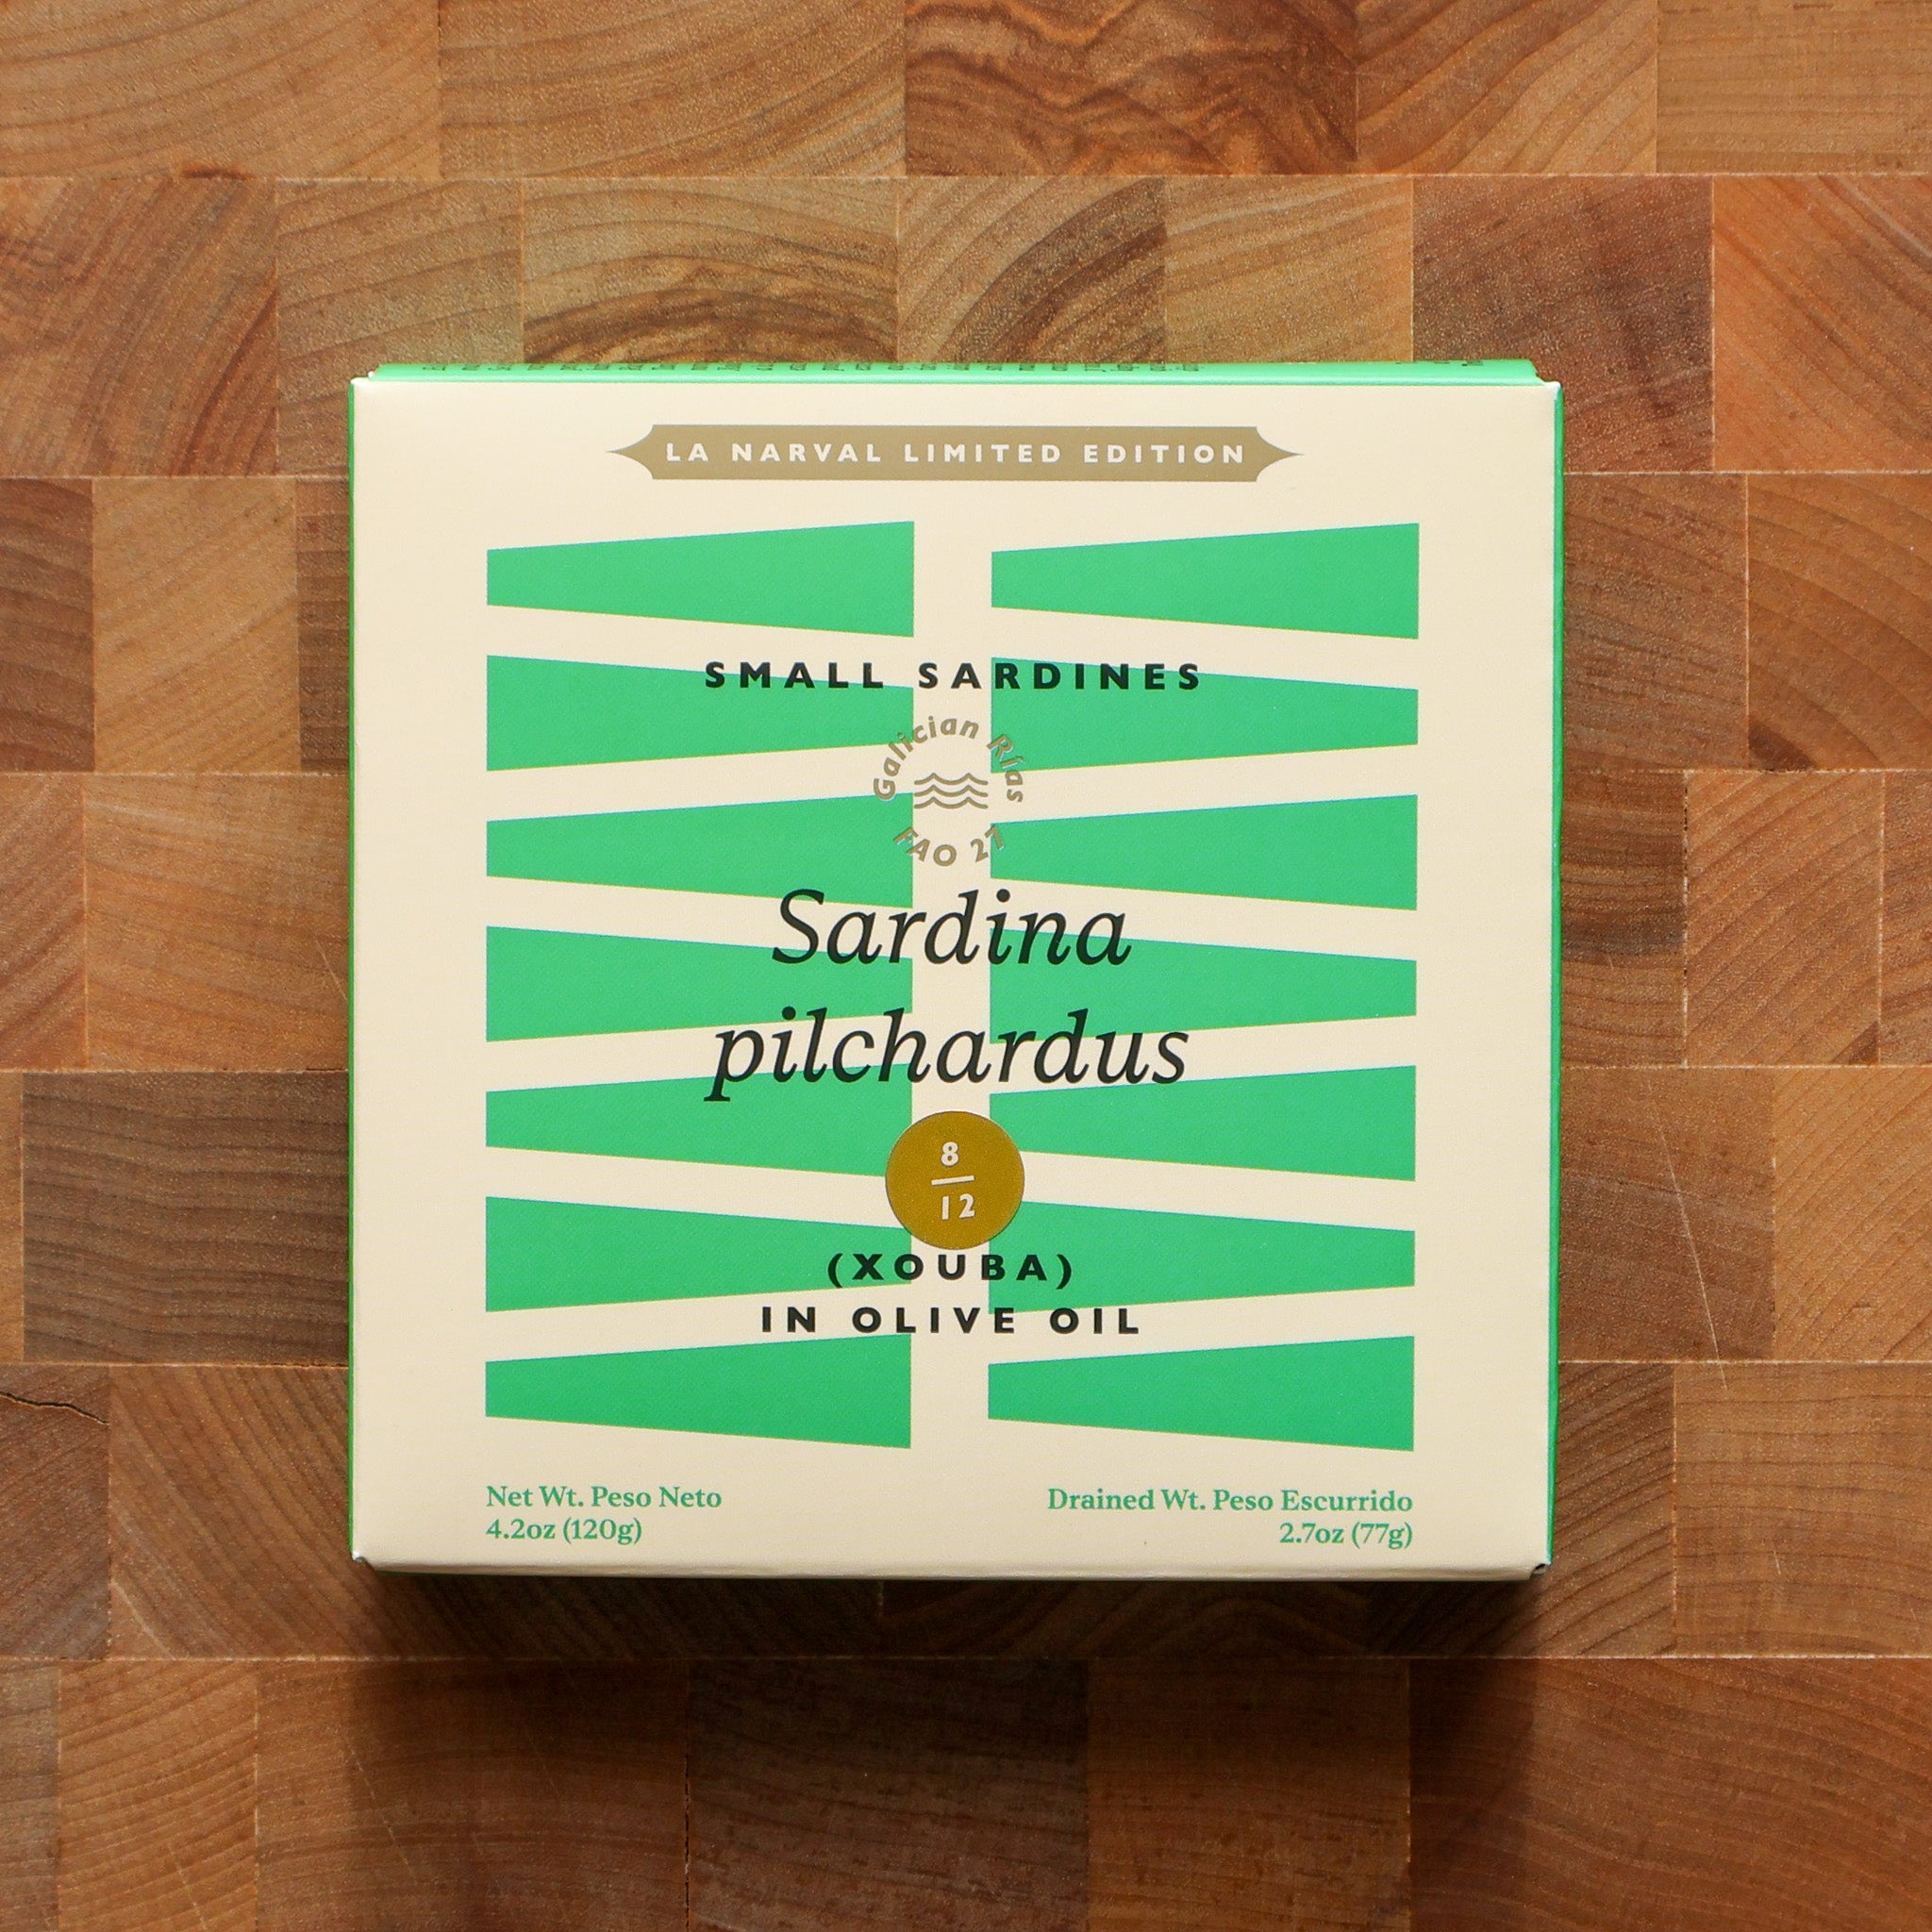 LA NARVAL LIMITED EDITION
SMALL SARDINES
Galician Rías
FAO 27
Sardina
pilchardus
8
12
(XOUBA)
IN OLIVE OIL
Net Wt. Peso Neto
4.2oz (120g)
Drained Wt. Peso Escurrido
2.7oz (77g)